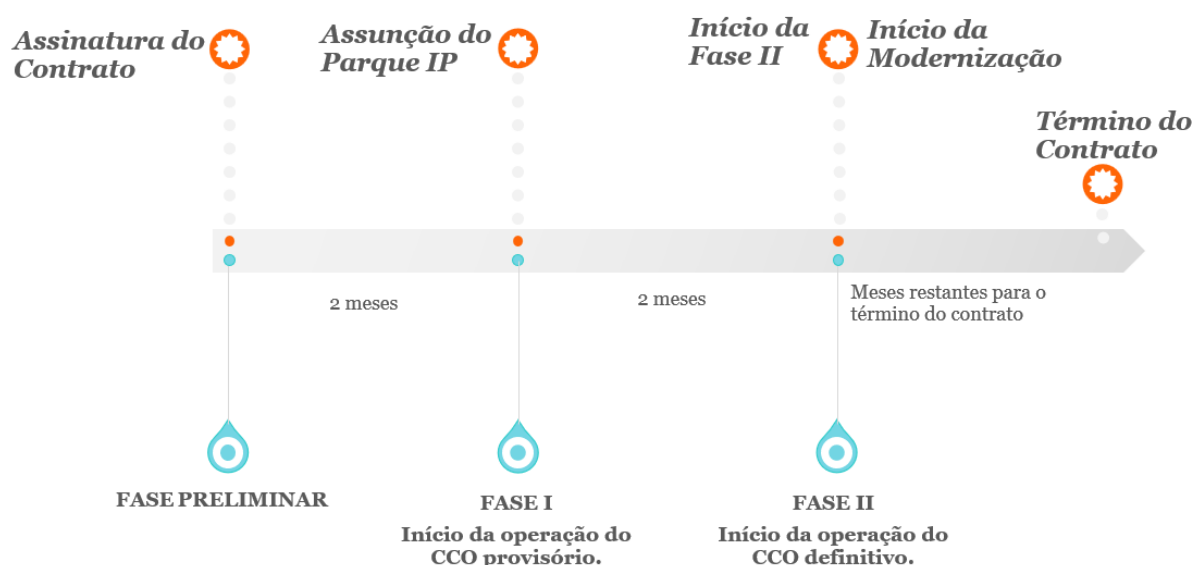 Assinatura do
Contrato
Assunção do
Parque IP
Início da
Fase II
Início da
Modernização
Término do
Contrato
2 meses
2 meses
Meses restantes para o
término do contrato
FASE PRELIMINAR
FASE I
Início da operação do
CCO provisório.
FASE II
Início da operação do
CCO definitivo.